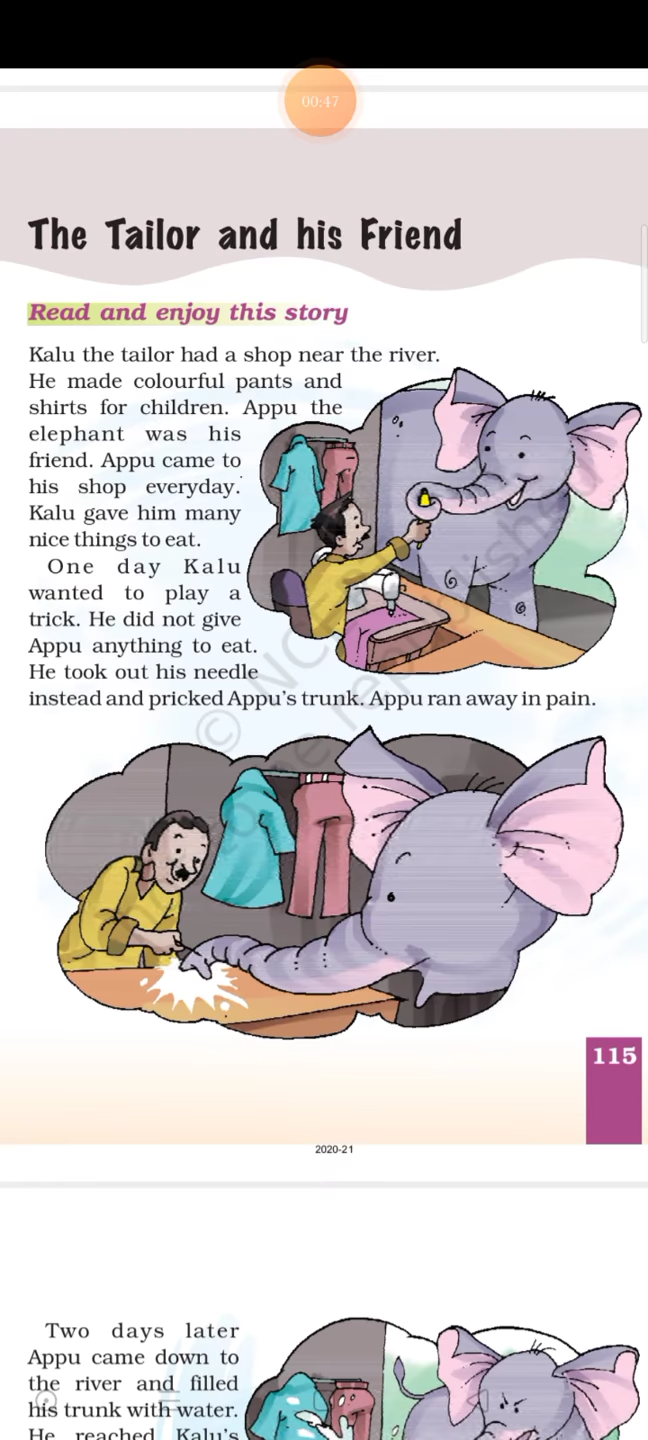 00:47
The Tailor and his Friend
Read and enjoy this story
Kalu the tailor had a shop near the river.
He made colourful pants and
shirts for children. Appu the
elephant was his
friend. Appu came to
his shop everyday.
Kalu gave him many
nice things to eat.
One day Kalu
wanted to play a
trick. He did not give
Appu anything to eat.
He took out his needle
instead and pricked Appu's trunk. Appu ran away in pain.
115
2020-21
Two days later
Appu came down to
the river and filled
his trunk with water.
He reached Kalu's